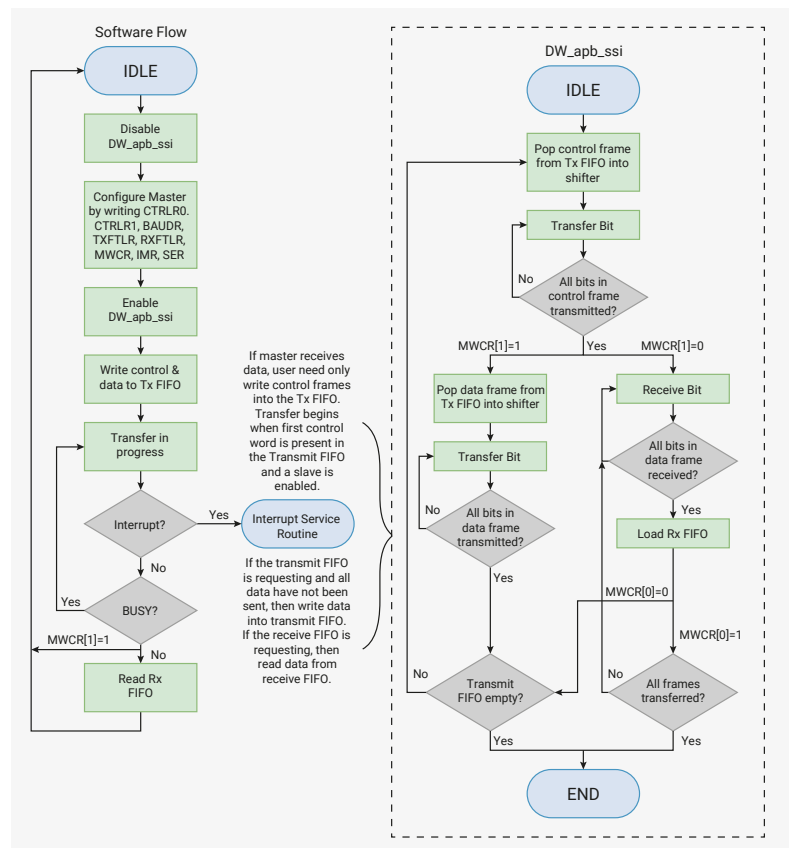 Software Flow
IDLE
Disable
DW_apb_ssi
Configure Master
by writing CTRLR0.
CTRLR1, BAUDR,
TXFTLR, RXFTLR,
MWCR, IMR, SER
Enable
DW_apb_ssi
Write control &
data to Tx FIFO
Transfer in
progress
Interrupt?
Yes
Interrupt Service
Routine
No
BUSY?
Yes
MWCR[1]=1
No
Read Rx
FIFO
If master receives
data, user need only
write control frames
into the Tx FIFO.
Transfer begins
when first control
word is present in
the Transmit FIFO
and a slave is
enabled.
If the transmit FIFO
is requesting and all
data have not been
sent, then write data
into transmit FIFO.
If the receive FIFO is
requesting, then
read data from
receive FIFO.
DW_apb_ssi
IDLE
Pop control frame
from Tx FIFO into
shifter
Transfer Bit
No
All bits in
control frame
transmitted?
MWCR[1]=1
Yes
MWCR[1]=0
Pop data frame from
Tx FIFO into shifter
Transfer Bit
No
All bits in
data frame
transmitted?
Yes
Receive Bit
All bits in
data frame
received?
Yes
Load Rx FIFO
MWCR[0]=0
MWCR[0]=1
No
Transmit
FIFO empty?
Yes
No
All frames
transferred?
Yes
END